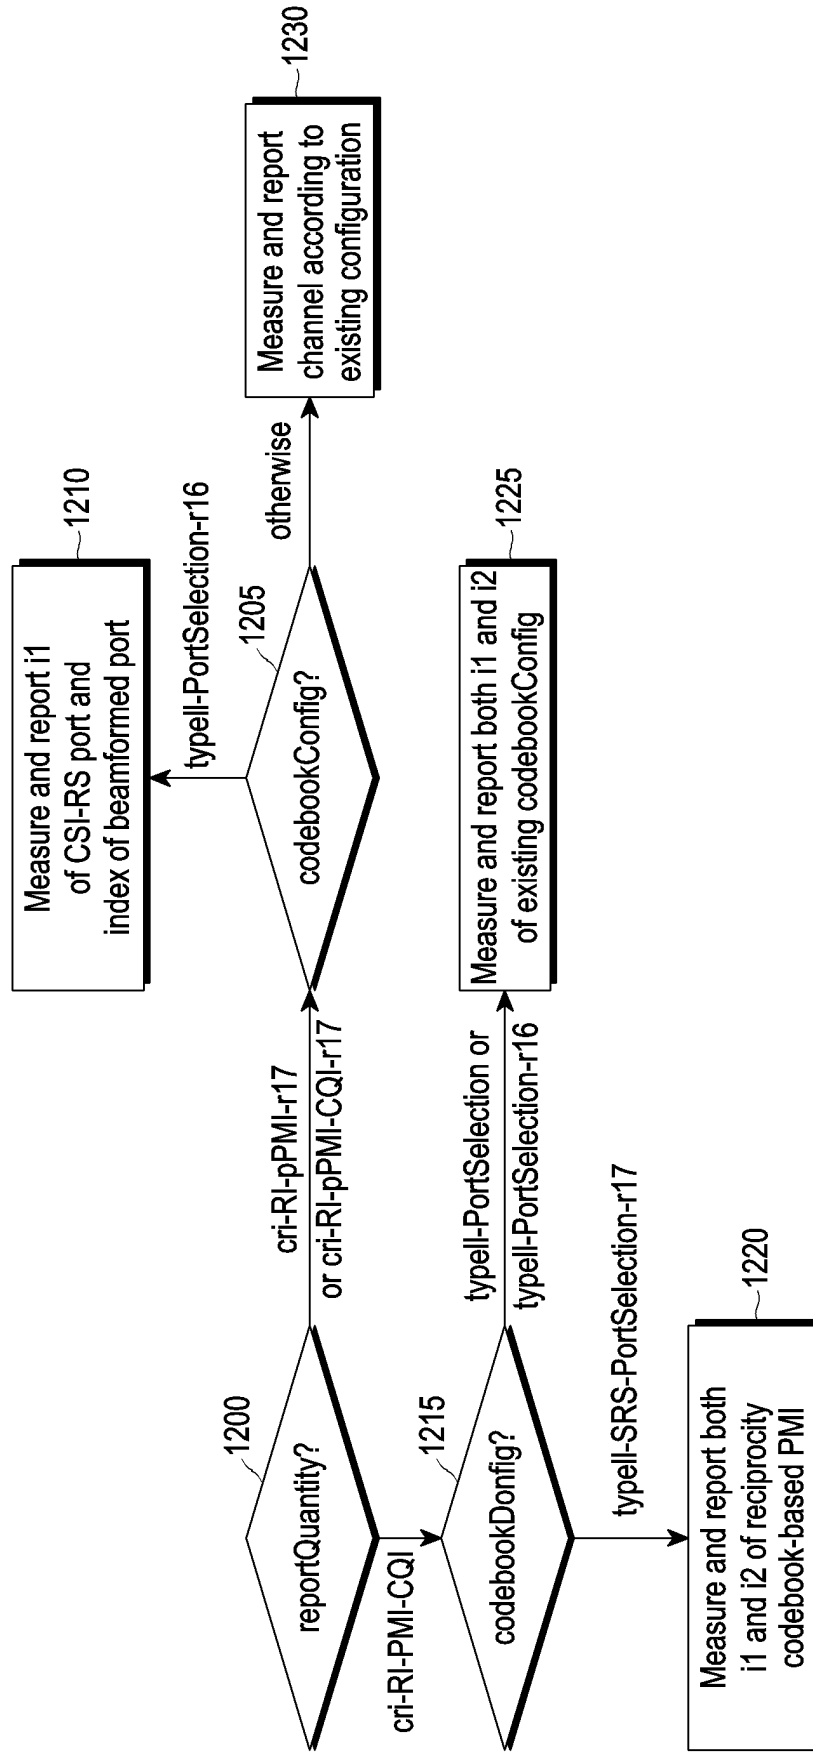 reportQuantity?
1200
cri-RI-pPMI-r17
or cri-RI-pPMI-CQI-r17
codebookConfig?
1205
typeII-PortSelection-r16
Measure and report i1
of CSI-RS port and
index of beamformed port
1210
otherwise
Measure and report
channel according to
existing configuration
1230
cri-RI-PMI-CQI
codebookDonfig?
1215
typeII-PortSelection or
typeII-PortSelection-r16
Measure and report both i1 and i2
of existing codebookConfig
1225
typeII-SRS-PortSelection-r17
Measure and report both
i1 and i2 of reciprocity
codebook-based PMI
1220